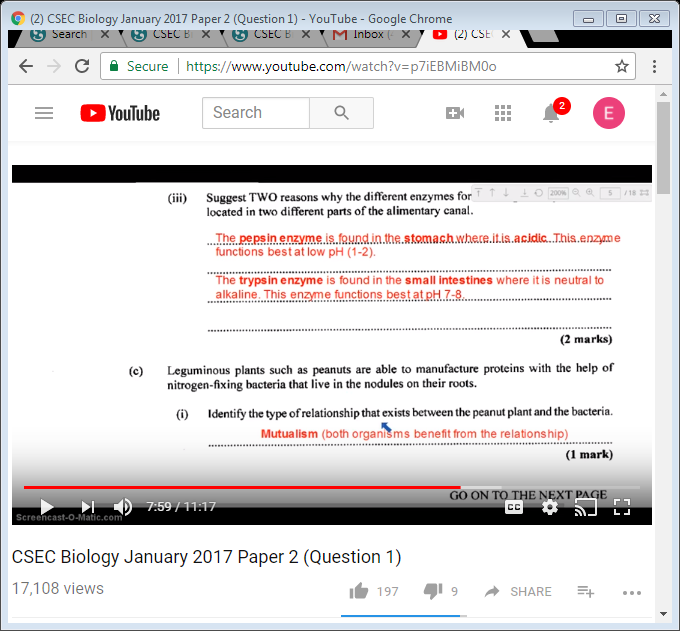 (2) CSEC Biology January 2017 Paper 2 (Question 1) - YouTube - Google Chrome
Search CSEC B CSEC B Inbox (2) CSE
Secure https://www.youtube.com/watch?v=p7iEBMiBM0o
YouTube Search 2 E
200% 5 / 18
(iii) Suggest TWO reasons why the different enzymes for
located in two different parts of the alimentary canal.
The pepsin enzyme is found in the stomach where it is acidic. This enzyme
functions best at low pH (1-2).
The trypsin enzyme is found in the small intestines where it is neutral to
alkaline. This enzyme functions best at pH 7-8.
(2 marks)
(c) Leguminous plants such as peanuts are able to manufacture proteins with the help of
nitrogen-fixing bacteria that live in the nodules on their roots.
(i) Identify the type of relationship that exists between the peanut plant and the bacteria.
Mutualism (both organisms benefit from the relationship)
(1 mark)
GO ON TO THE NEXT PAGE
7:59 / 11:17 CC
Screencast-O-Matic.com
CSEC Biology January 2017 Paper 2 (Question 1)
17,108 views 197 9 SHARE